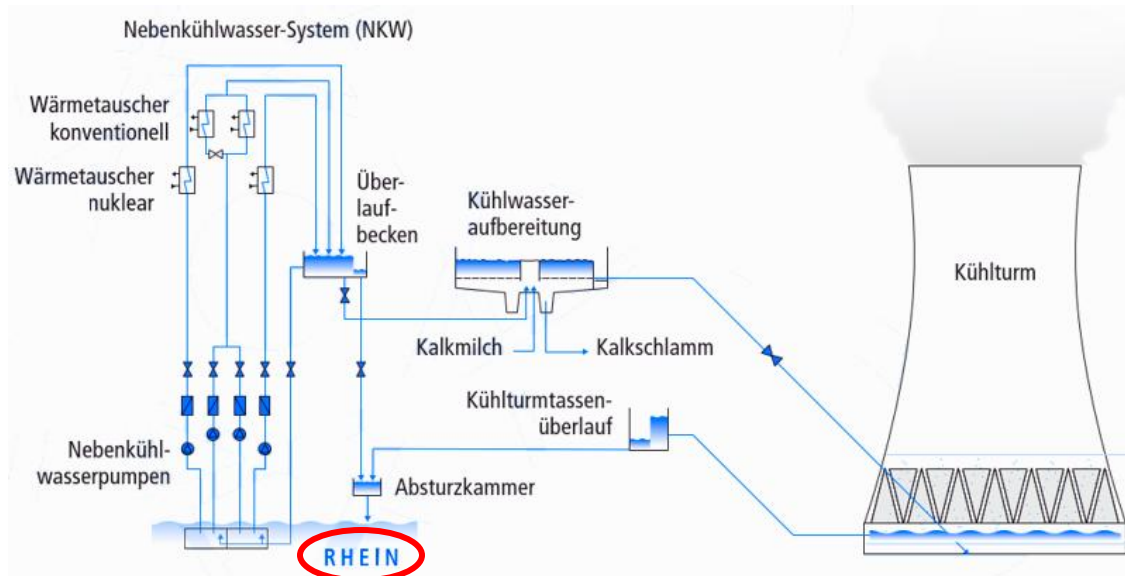 Nebenkühlwasser-System (NKW)
Wärmetauscher
konventionell
Wärmetauscher
nuklear
Über-
lauf-
becken
Kühlwasser-
aufbereitung
Kühlturm
Kalkmilch
Kalkschlamm
Kühlturmtassen-
überlauf
Nebenkühl-
wasserpumpen
Absturzkammer
RHEIN